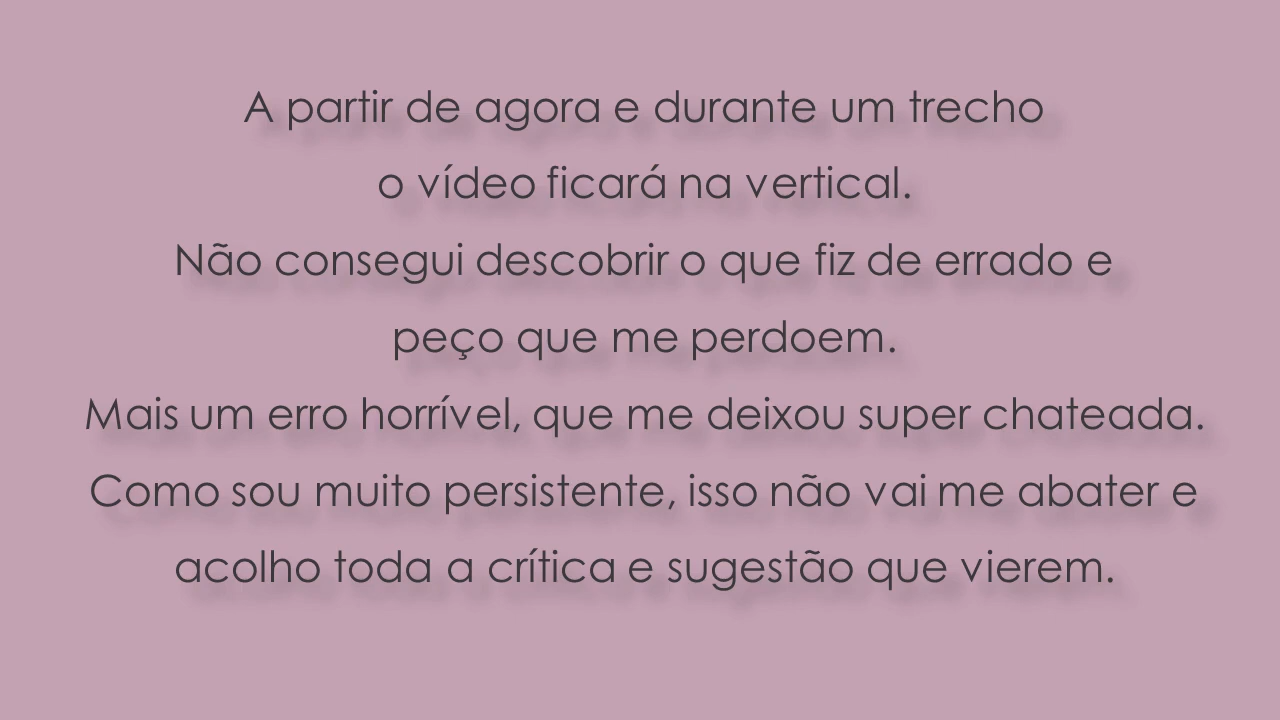 A partir de agora e durante um trecho
o vídeo ficará na vertical.
Não consegui descobrir o que fiz de errado e
peço que me perdoem.
Mais um erro horrível, que me deixou super chateada.
Como sou muito persistente, isso não vai me abater e
acolho toda a crítica e sugestão que vierem.